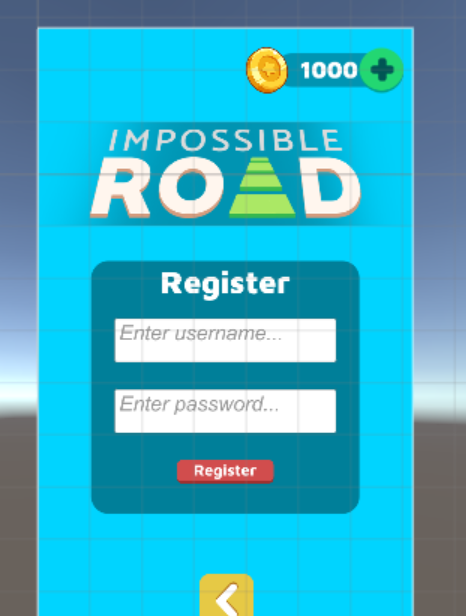 1000
IMPOSSIBLE
ROAD
Register
Enter username...
Enter password...
Register